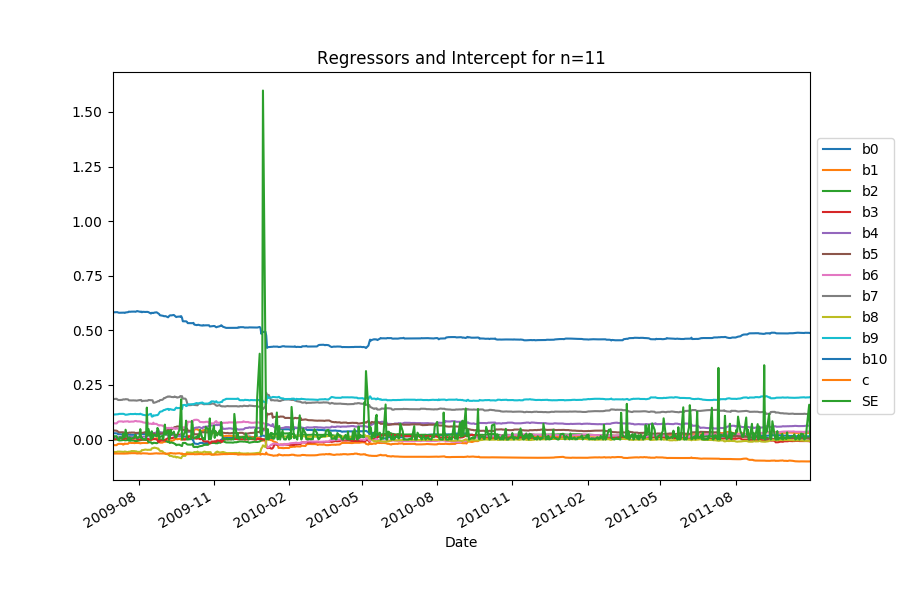 Regressors and Intercept for n=11
1.50
1.25
1.00
0.75
0.50
0.25
0.00
2009-08
2009-11
2010-02
2010-05
2010-08
2010-11
2011-02
2011-05
2011-08
Date
b0
b1
b2
b3
b4
b5
b6
b7
b8
b9
b10
c
SE